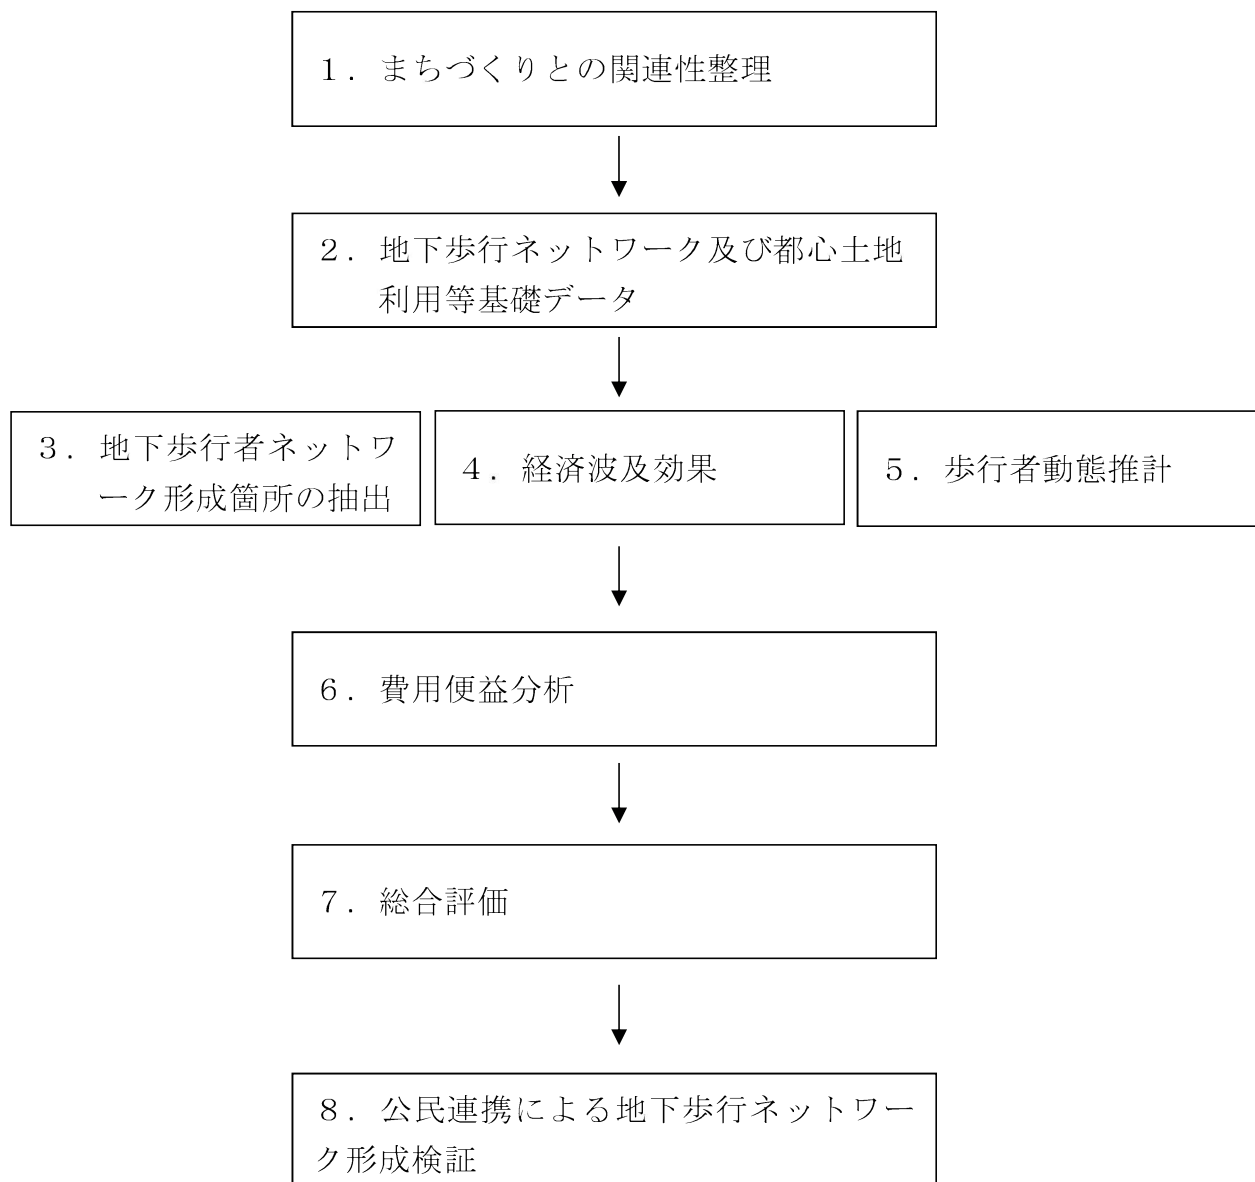 １．まちづくりとの関連性整理
２．地下歩行ネットワーク及び都心土地
利用等基礎データ
３．地下歩行者ネットワ
ーク形成箇所の抽出
４．経済波及効果
５．歩行者動態推計
６．費用便益分析
７．総合評価
８．公民連携による地下歩行ネットワー
ク形成検証